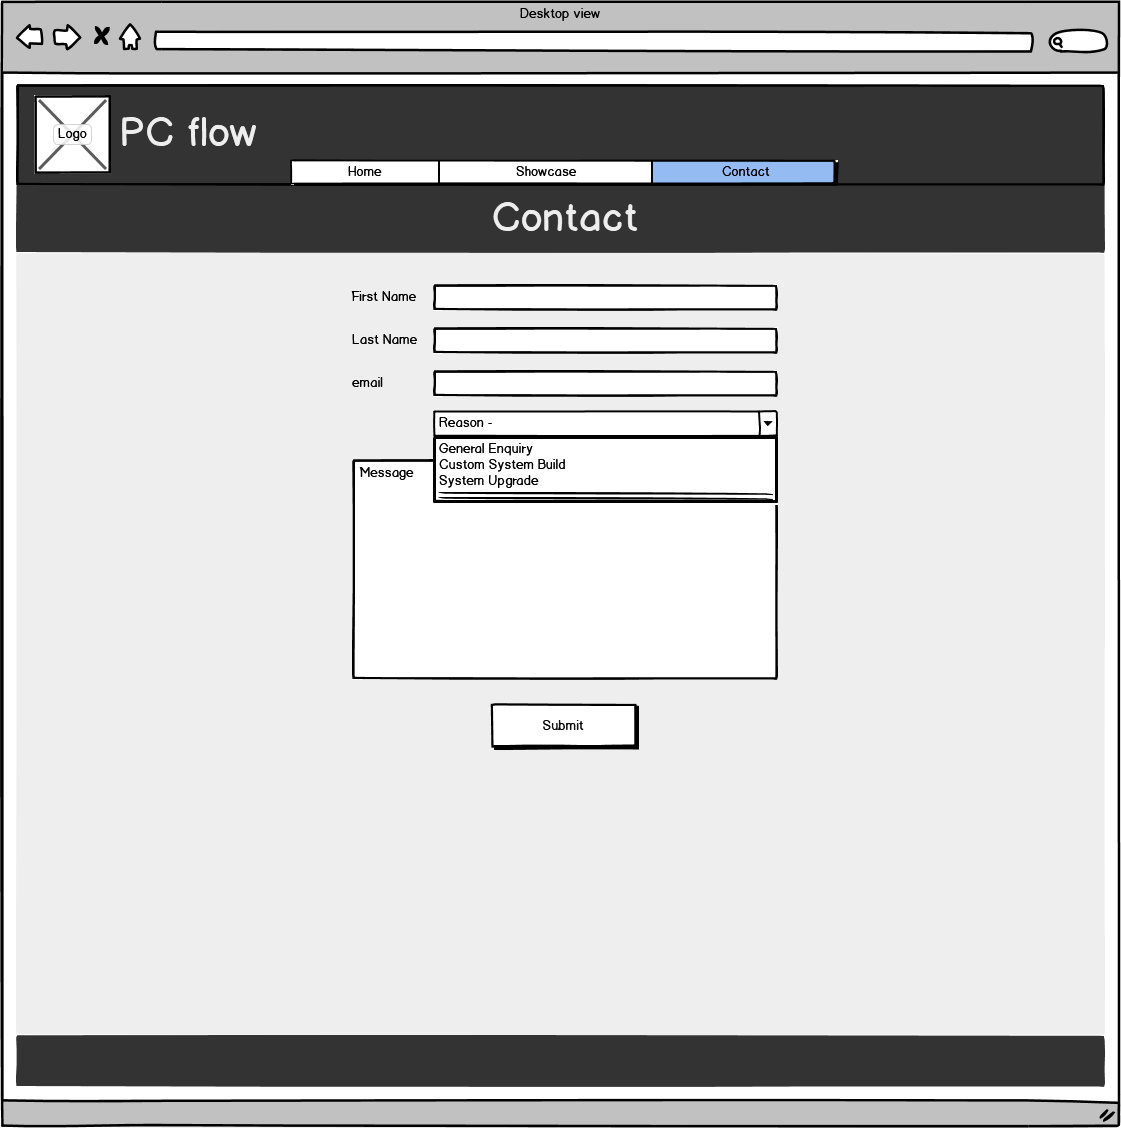 Desktop view
Logo
PC flow
Home
Showcase
Contact
Contact
First Name
Last Name
email
Reason -
General Enquiry
Custom System Build
System Upgrade
Message
Submit